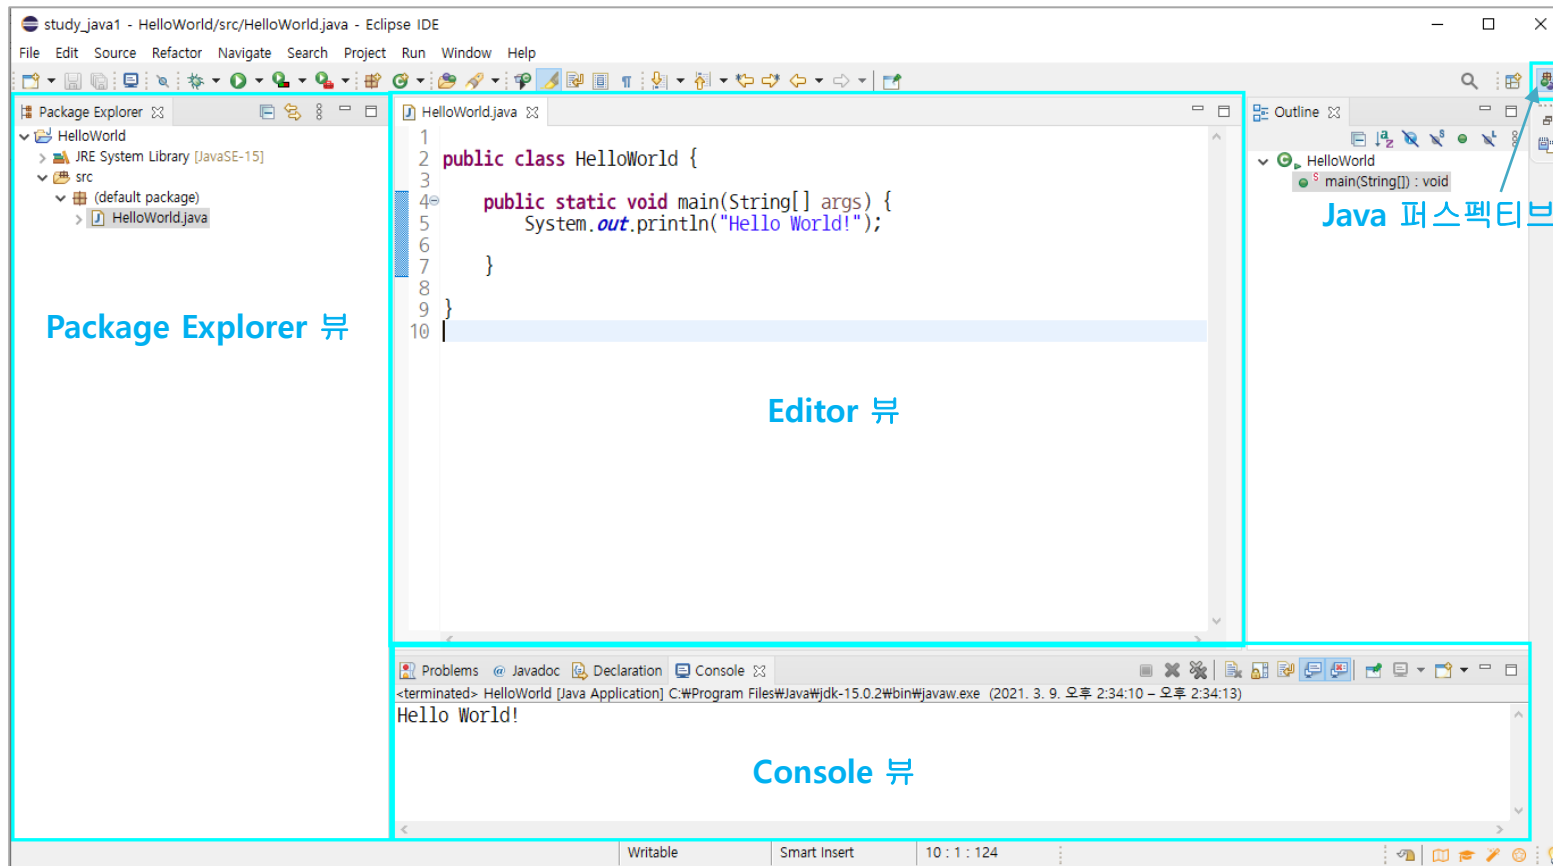 study_java1 - HelloWorld/src/HelloWorld.java - Eclipse IDE
File Edit Source Refactor Navigate Search Project Run Window Help
Package Explorer
HelloWorld
JRE System Library [JavaSE-15]
src
(default package)
HelloWorld.java
Package Explorer 뷰
HelloWorld.java
1
2 public class HelloWorld {
3
4 public static void main(String[] args) {
5 System.out.println("Hello World!");
6
7 }
8
9 }
10
Editor 뷰
Outline
HelloWorld
main(String[]) : void
Java 퍼스펙티브
Problems @ Javadoc Declaration Console
<terminated> HelloWorld [Java Application] C:₩Program Files₩Java₩jdk-15.0.2₩bin₩javaw.exe (2021. 3. 9. 오후 2:34:10 – 오후 2:34:13)
Hello World!
Console 뷰
Writable Smart Insert 10 : 1 : 124